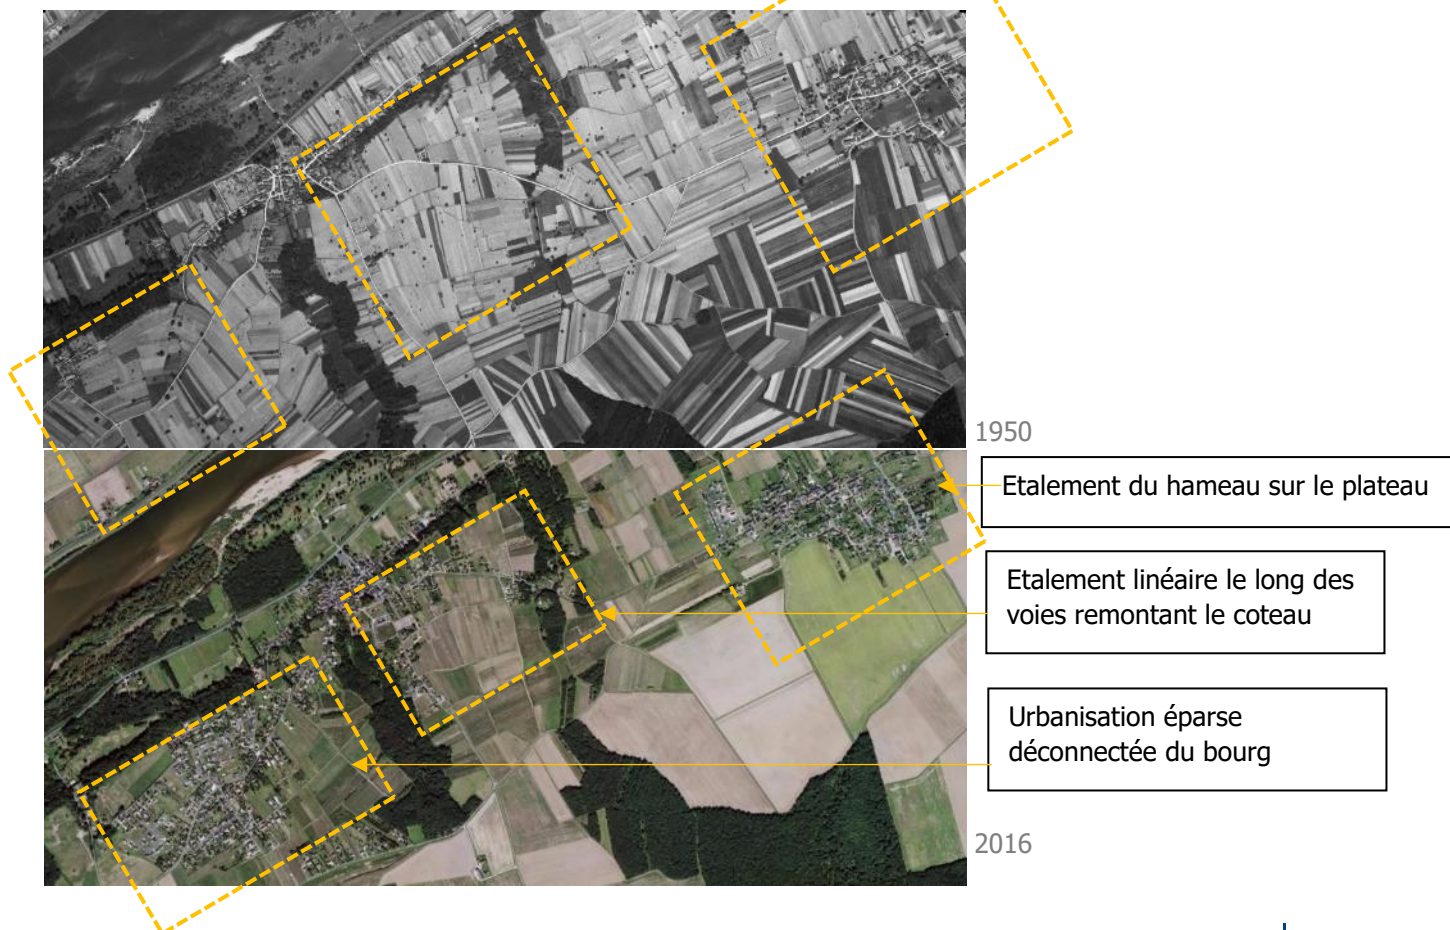 1950
Etalement du hameau sur le plateau
Etalement linéaire le long des
voies remontant le coteau
Urbanisation éparse
déconnectée du bourg
2016